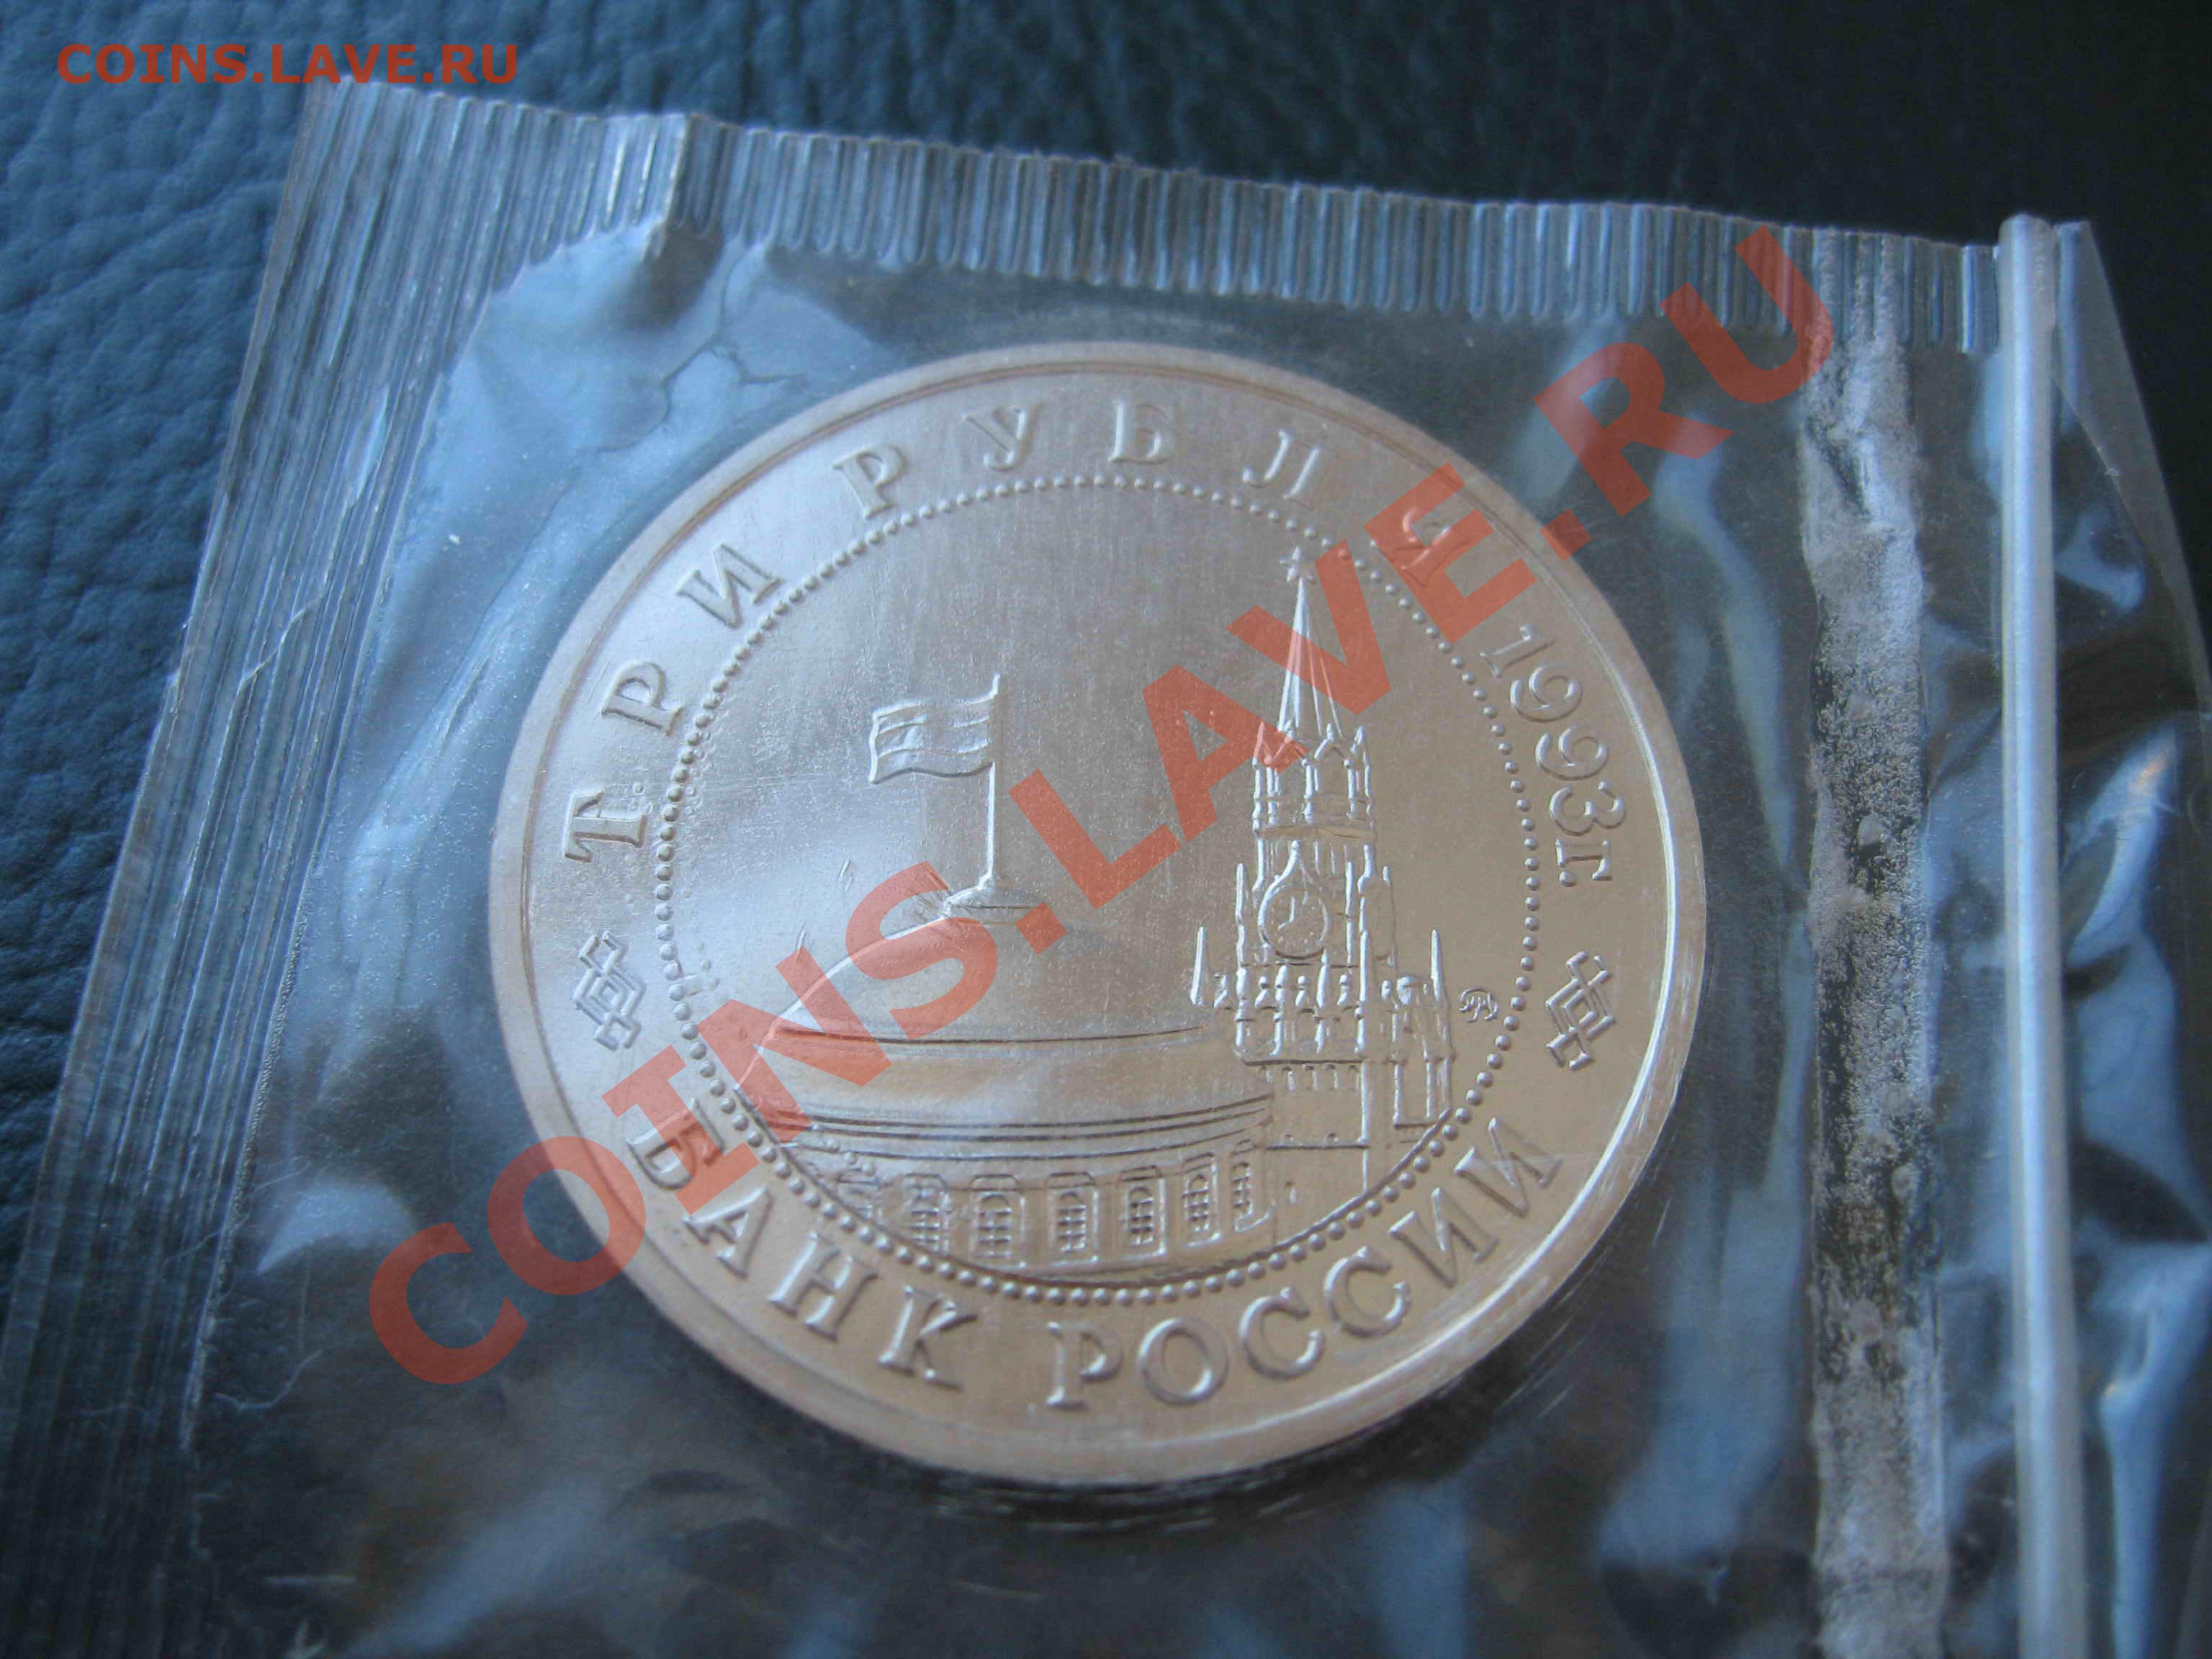 COINS.LAVE.RU
ТРИ РУБЛЯ
1993г.
БАНК РОССИИ
COINS.LAVE.RU